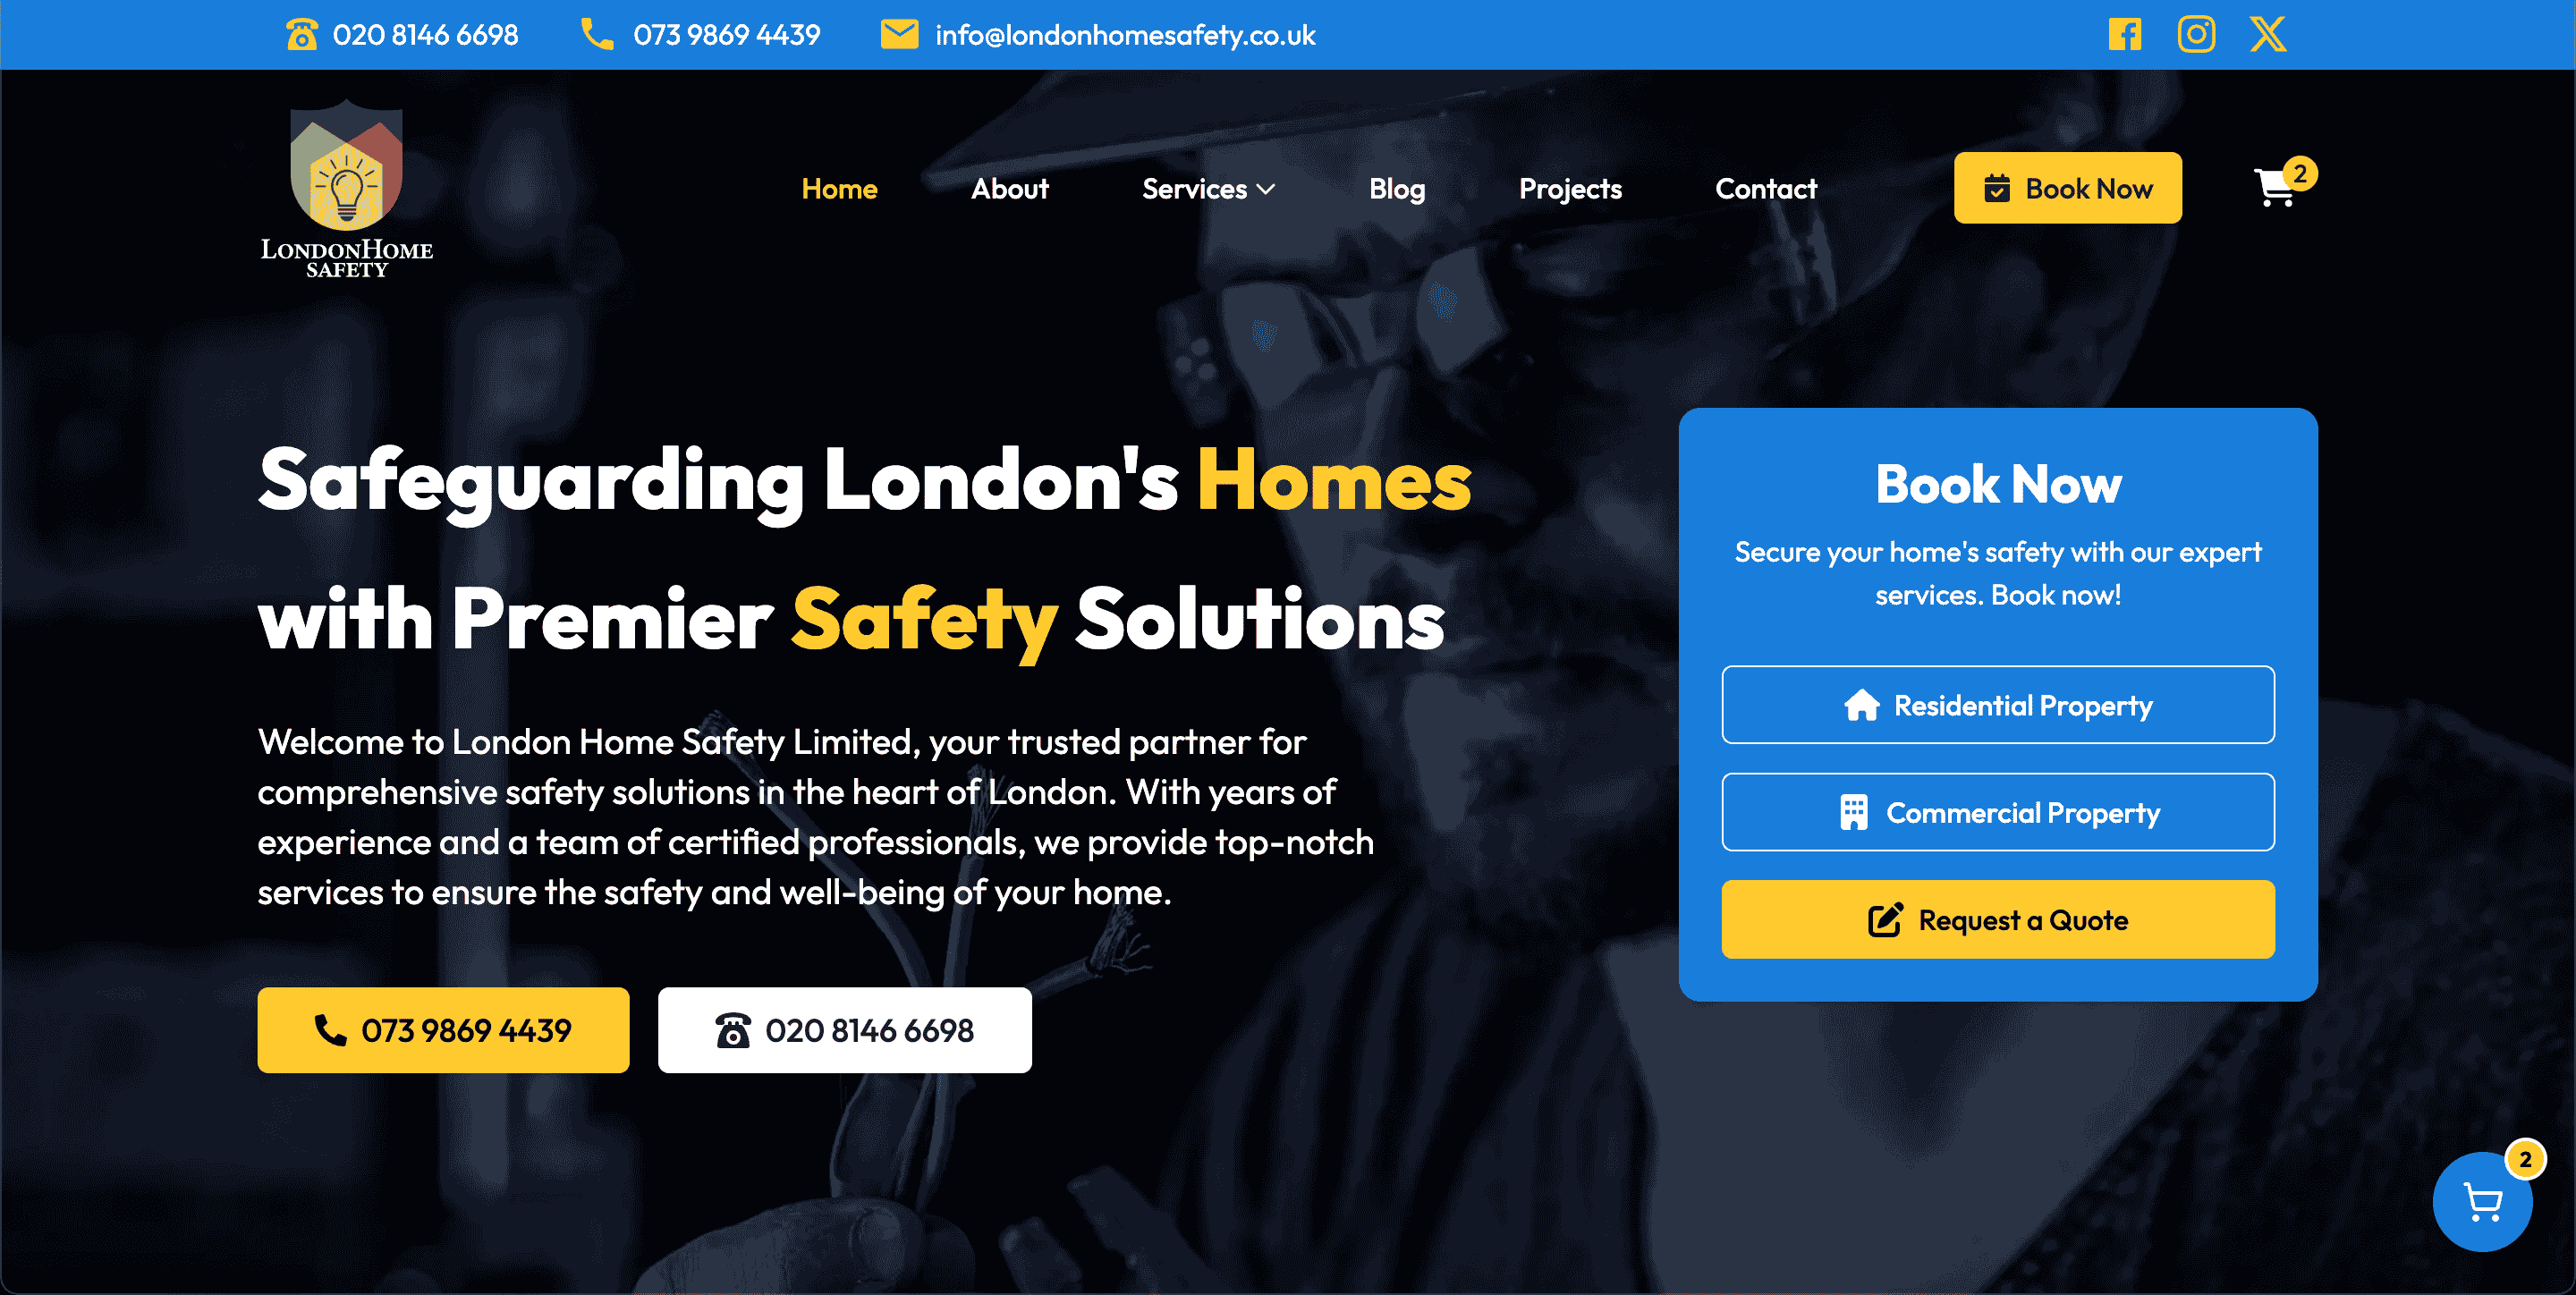 020 8146 6698
073 9869 4439
info@londonhomesafety.co.uk
LONDONHOME
SAFETY
Home
About
Services
Blog
Projects
Contact
Book Now
2
Safeguarding London's Homes
with Premier Safety Solutions
Welcome to London Home Safety Limited, your trusted partner for
comprehensive safety solutions in the heart of London. With years of
experience and a team of certified professionals, we provide top-notch
services to ensure the safety and well-being of your home.
073 9869 4439
020 8146 6698
Book Now
Secure your home's safety with our expert
services. Book now!
Residential Property
Commercial Property
Request a Quote
2